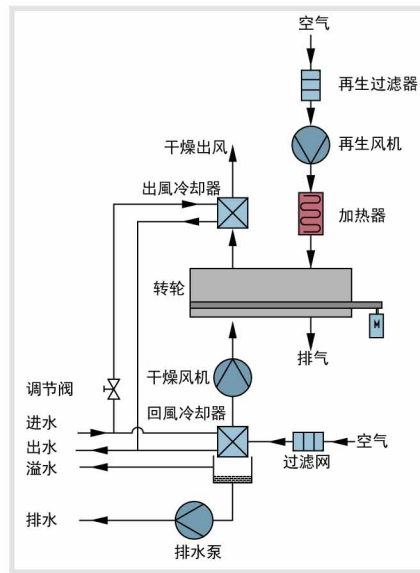 空气
再生过滤器
再生风机
干燥出风
出風冷却器
加热器
转轮
M
排气
干燥风机
调节阀
回風冷却器
进水
出水
溢水
空气
过滤网
排水
排水泵